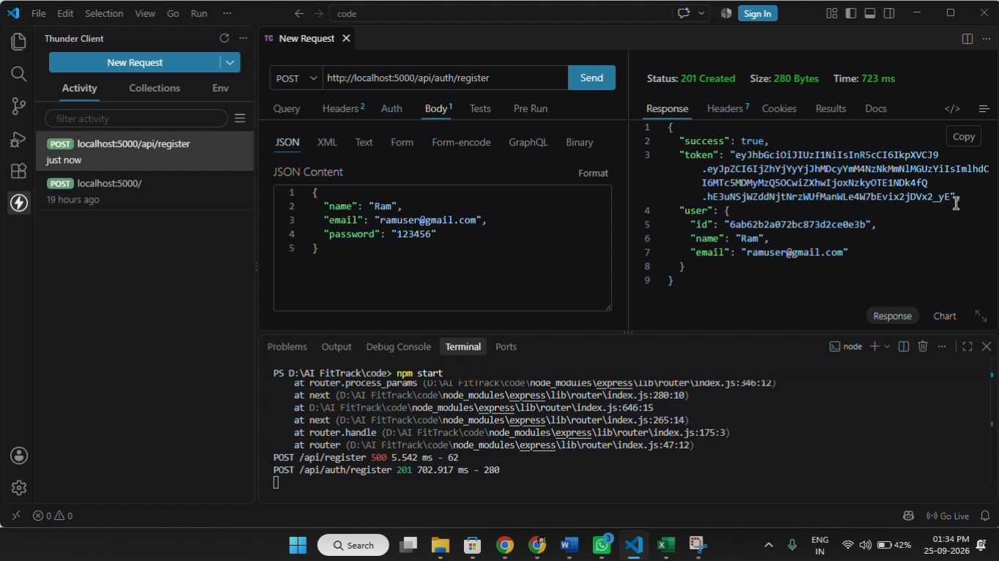 File Edit Selection View Go Run ··· code Sign In
Thunder Client
New Request
Activity Collections Env
filter activity
POST localhost:5000/api/register
just now
POST localhost:5000/
19 hours ago
TC New Request
POST http://localhost:5000/api/auth/register Send
Query Headers 2 Auth Body 1 Tests Pre Run
JSON XML Text Form Form-encode GraphQL Binary
JSON Content Format
1 {
2 "name": "Ram",
3 "email": "ramuser@gmail.com",
4 "password": "123456"
5 }
Status: 201 Created Size: 280 Bytes Time: 723 ms
Response Headers 7 Cookies Results Docs </>
Copy
1 {
2 "success": true,
3 "token": "eyJhbGciOiJIUzI1NiIsInR5cCI6IkpXVCJ9
.eyJpZCI6IjZhYjYyYjJhMDcyYmM4NzNkMmNlMGUzYiIsImlhdC
I6MTc5MDMyMzQ5OCwiZXhwIjoxNzkyOTE1NDk4fQ
.hE3uNSjWZddNjtNrzWUfManWLe4W7bEvix2jDVx2_yE",
4 "user": {
5 "id": "6ab62b2a072bc873d2ce0e3b",
6 "name": "Ram",
7 "email": "ramuser@gmail.com"
8 }
9 }
Response Chart
Problems Output Debug Console Terminal Ports node
PS D:\AI FitTrack\code> npm start
at router.process_params (D:\AI FitTrack\code\node_modules\express\lib\router\index.js:346:12)
at next (D:\AI FitTrack\code\node_modules\express\lib\router\index.js:280:10)
at D:\AI FitTrack\code\node_modules\express\lib\router\index.js:646:15
at next (D:\AI FitTrack\code\node_modules\express\lib\router\index.js:265:14)
at router.handle (D:\AI FitTrack\code\node_modules\express\lib\router\index.js:175:3)
at router (D:\AI FitTrack\code\node_modules\express\lib\router\index.js:47:12)
POST /api/register 500 5.542 ms - 62
POST /api/auth/register 201 702.917 ms - 280
0 0 Go Live
Search 3 ENG IN 42% 01:34 PM 25-09-2026